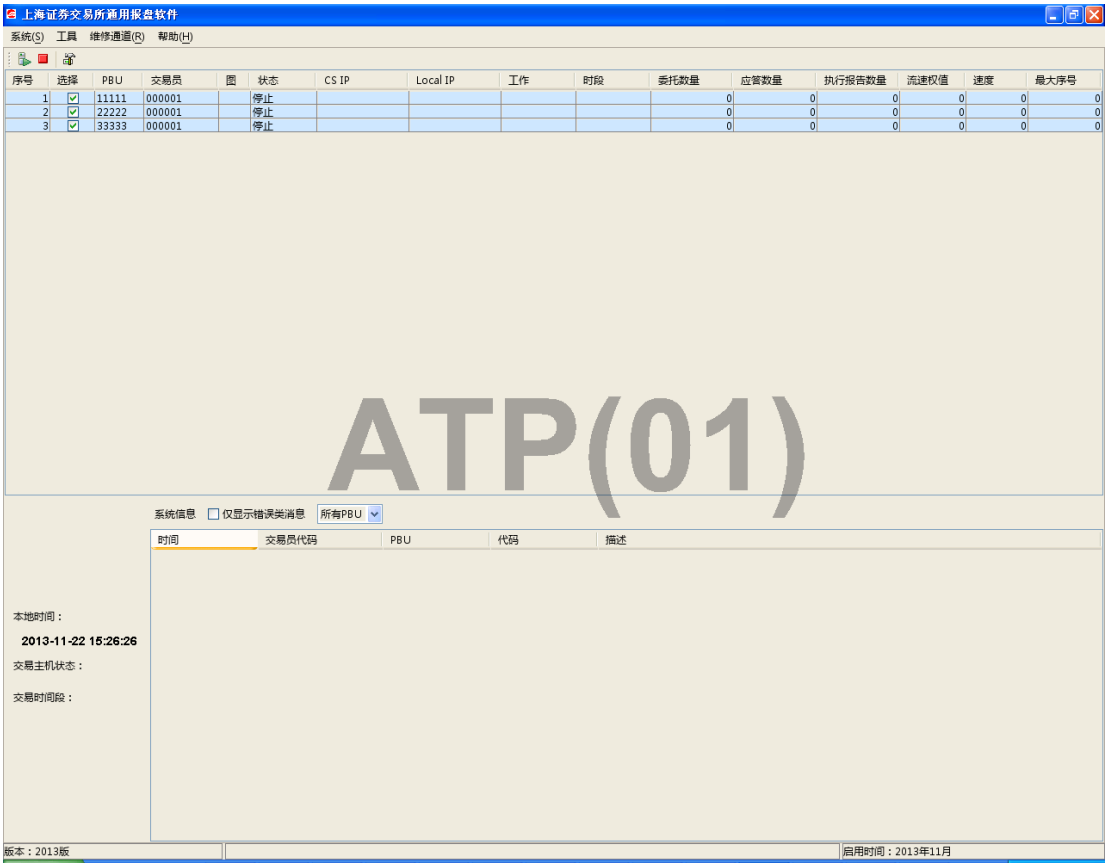 上海证券交易所通用报盘软件
系统(S) 工具 维修通道(R) 帮助(H)
序号 选择 PBU 交易员 图 状态 CS IP Local IP 工作 时段 委托数量 应答数量 执行报告数量 流速权值 速度 最大序号
1 11111 000001 停止 0 0 0 0 0 0
2 22222 000001 停止 0 0 0 0 0 0
3 33333 000001 停止 0 0 0 0 0 0
ATP(01)
系统信息 仅显示错误类消息 所有PBU
时间 交易员代码 PBU 代码 描述
本地时间：
2013-11-22 15:26:26
交易主机状态：
交易时间段：
版本：2013版 启用时间：2013年11月